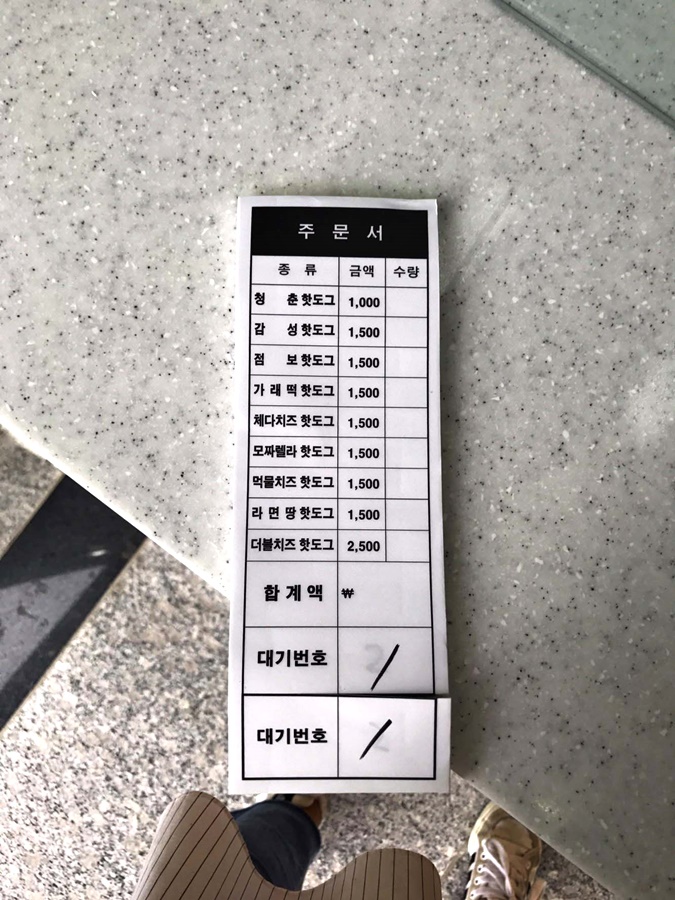 주 문 서
종 류 금액 수량
청 춘 핫도그 1,000
감 성 핫도그 1,500
점 보 핫도그 1,500
가 래 떡 핫도그 1,500
체다치즈 핫도그 1,500
모짜렐라 핫도그 1,500
먹물치즈 핫도그 1,500
라 면 땅 핫도그 1,500
더블치즈 핫도그 2,500
합 계 액 ₩
대기번호 /
대기번호 /